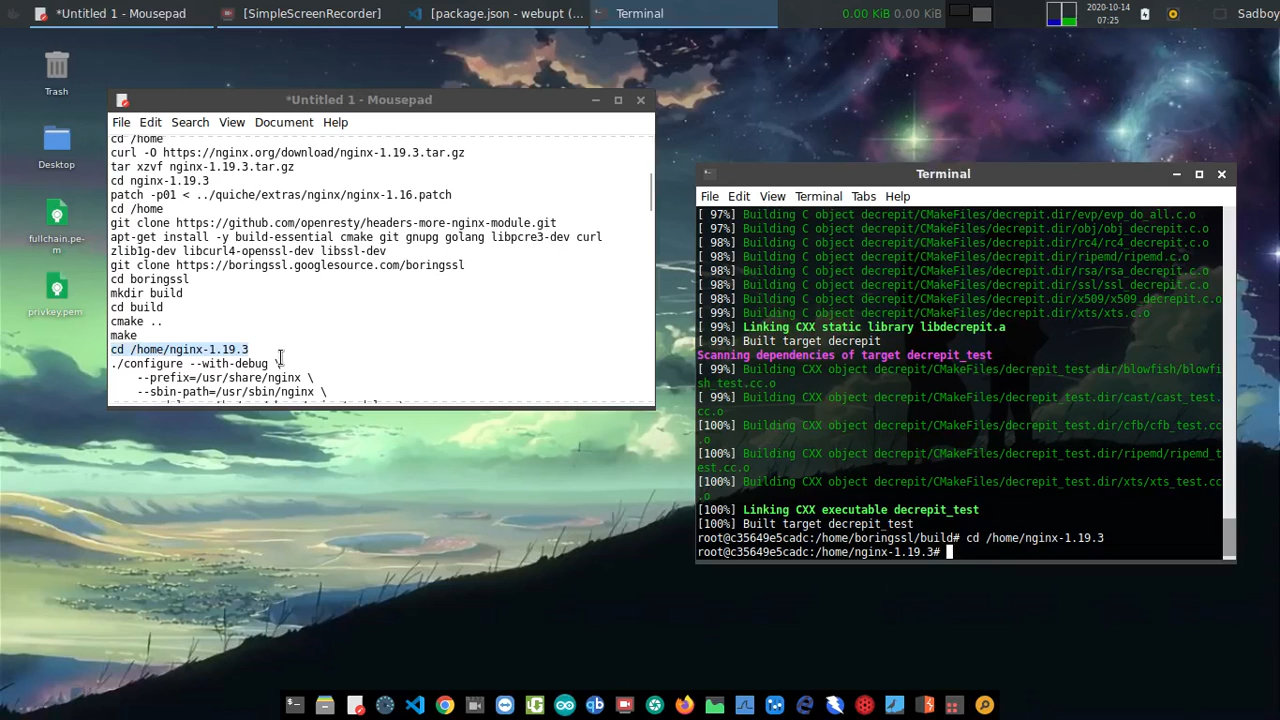 *Untitled 1 - Mousepad
[SimpleScreenRecorder]
[package.json - webupt (...
Terminal
0.00 KiB 0.00 KiB
2020-10-14
07:25
Sadboy
Trash
Desktop
fullchain.pe-
m
privkey.pem
*Untitled 1 - Mousepad
File Edit Search View Document Help
cd /home
curl -O https://nginx.org/download/nginx-1.19.3.tar.gz
tar xzvf nginx-1.19.3.tar.gz
cd nginx-1.19.3
patch -p01 < ../quiche/extras/nginx/nginx-1.16.patch
cd /home
git clone https://github.com/openresty/headers-more-nginx-module.git
apt-get install -y build-essential cmake git gnupg golang libpcre3-dev curl
zlib1g-dev libcurl4-openssl-dev libssl-dev
git clone https://boringssl.googlesource.com/boringssl
cd boringssl
mkdir build
cd build
cmake ..
make
cd /home/nginx-1.19.3
./configure --with-debug \
--prefix=/usr/share/nginx \
--sbin-path=/usr/sbin/nginx \
Terminal
File Edit View Terminal Tabs Help
[ 97%] Building C object decrepit/CMakeFiles/decrepit.dir/evp/evp_do_all.c.o
[ 97%] Building C object decrepit/CMakeFiles/decrepit.dir/obj/obj_decrepit.c.o
[ 98%] Building C object decrepit/CMakeFiles/decrepit.dir/rc4/rc4_decrepit.c.o
[ 98%] Building C object decrepit/CMakeFiles/decrepit.dir/ripemd/ripemd.c.o
[ 98%] Building C object decrepit/CMakeFiles/decrepit.dir/rsa/rsa_decrepit.c.o
[ 98%] Building C object decrepit/CMakeFiles/decrepit.dir/ssl/ssl_decrepit.c.o
[ 98%] Building C object decrepit/CMakeFiles/decrepit.dir/x509/x509_decrepit.c.o
[ 99%] Building C object decrepit/CMakeFiles/decrepit.dir/xts/xts.c.o
[ 99%] Linking CXX static library libdecrepit.a
[ 99%] Built target decrepit
Scanning dependencies of target decrepit_test
[ 99%] Building CXX object decrepit/CMakeFiles/decrepit_test.dir/blowfish/blowfi
sh_test.cc.o
[ 99%] Building CXX object decrepit/CMakeFiles/decrepit_test.dir/cast/cast_test.
cc.o
[100%] Building CXX object decrepit/CMakeFiles/decrepit_test.dir/cfb/cfb_test.cc
.o
[100%] Building CXX object decrepit/CMakeFiles/decrepit_test.dir/ripemd/ripemd_t
est.cc.o
[100%] Building CXX object decrepit/CMakeFiles/decrepit_test.dir/xts/xts_test.cc
.o
[100%] Linking CXX executable decrepit_test
[100%] Built target decrepit_test
root@c35649e5cadc:/home/boringssl/build# cd /home/nginx-1.19.3
root@c35649e5cadc:/home/nginx-1.19.3#